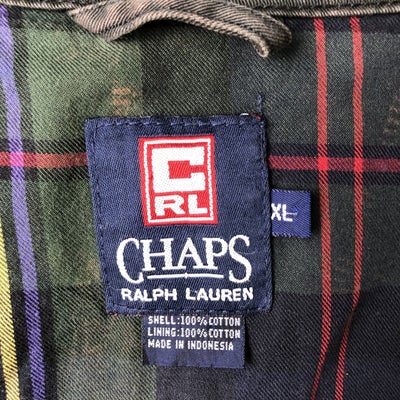 C
RL
XL
CHAPS
RALPH LAUREN
SHELL:100% COTTON
LINING:100% COTTON
MADE IN INDONESIA